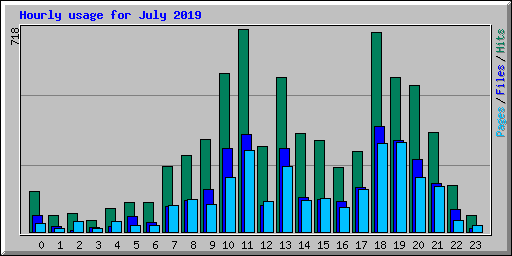 Hourly usage for July 2019
718
Pages/Files/Hits
0 1 2 3 4 5 6 7 8 9 10 11 12 13 14 15 16 17 18 19 20 21 22 23